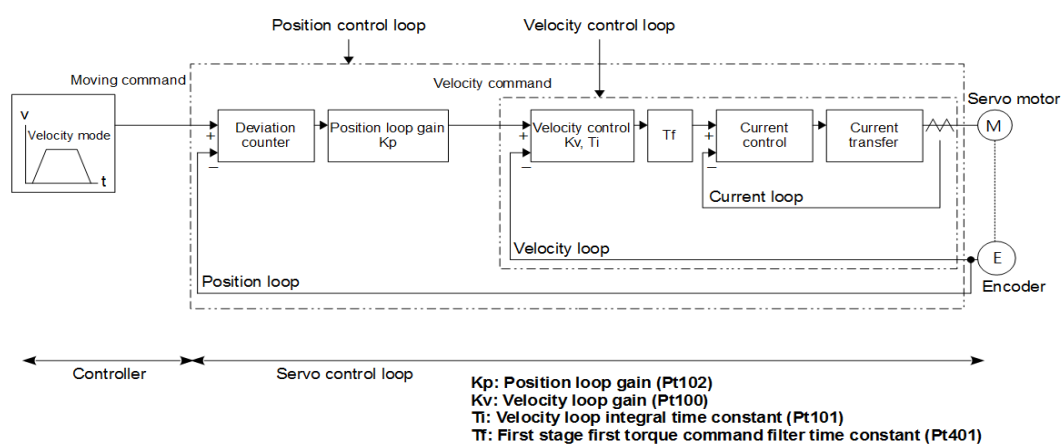 Position control loop
Velocity control loop
Moving command
Velocity command
Servo motor
v
Velocity mode
t
+
−
Deviation
counter
Position loop gain
Kp
+
−
Velocity control
Kv, Ti
Tf
+
−
Current
control
Current
transfer
M
Current loop
Velocity loop
E
Position loop
Encoder
Controller
Servo control loop
Kp: Position loop gain (Pt102)
Kv: Velocity loop gain (Pt100)
Ti: Velocity loop integral time constant (Pt101)
Tf: First stage first torque command filter time constant (Pt401)